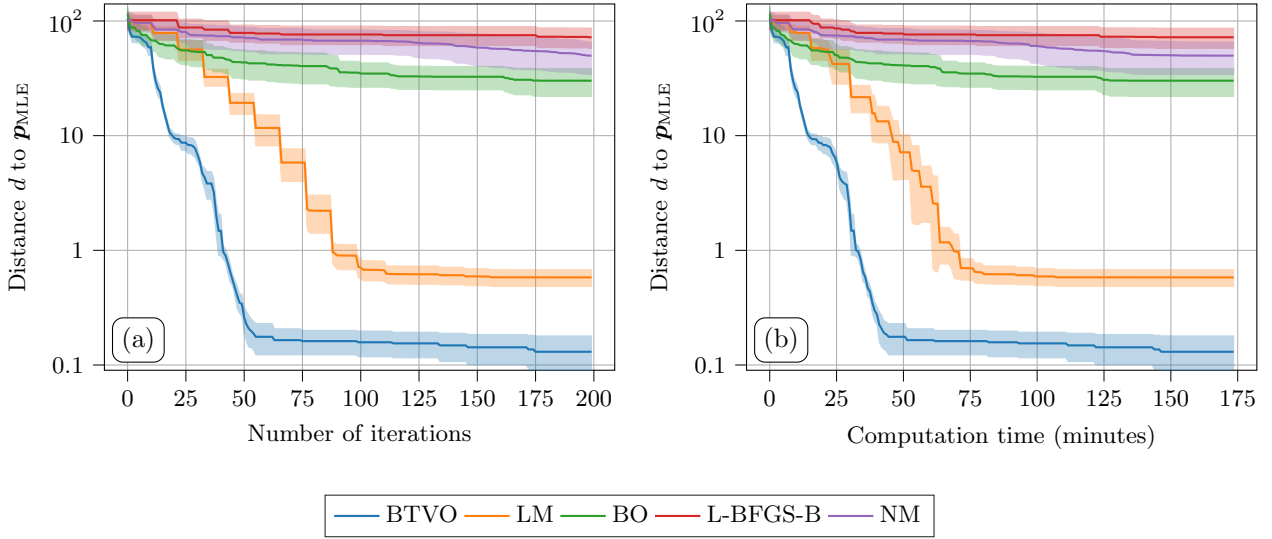 10²
10
1
0.1
Distance d to p_MLE
(a)
0 25 50 75 100 125 150 175 200
Number of iterations
10²
10
1
0.1
Distance d to p_MLE
(b)
0 25 50 75 100 125 150 175
Computation time (minutes)
BTVO LM BO L-BFGS-B NM